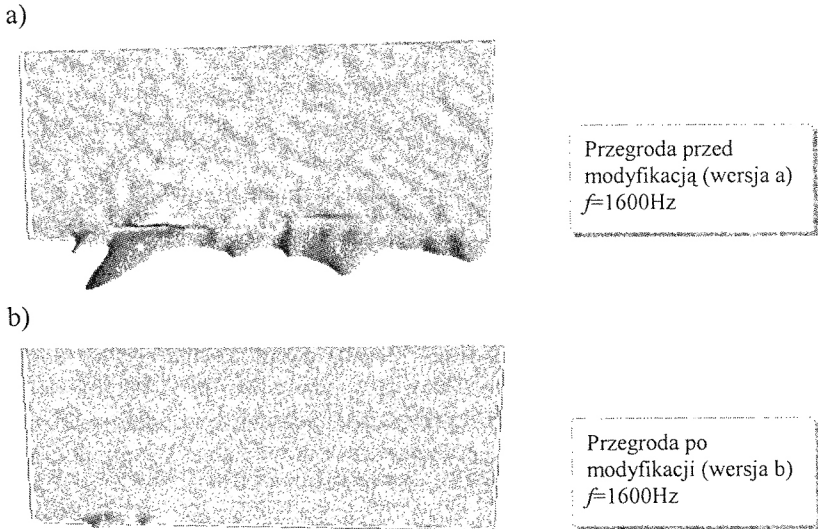 a)
Przegroda przed
modyfikacją (wersja a)
f=1600Hz
b)
Przegroda po
modyfikacji (wersja b)
f=1600Hz